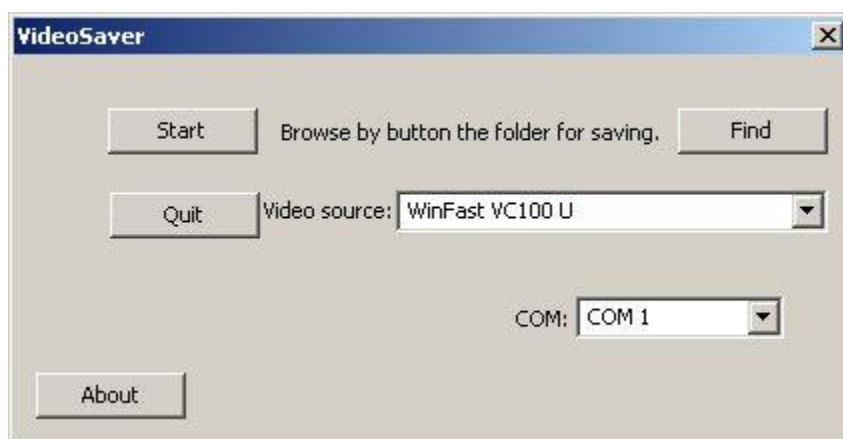 VideoSaver
Start Browse by button the folder for saving. Find
Quit Video source: WinFast VC100 U
COM: COM 1
About